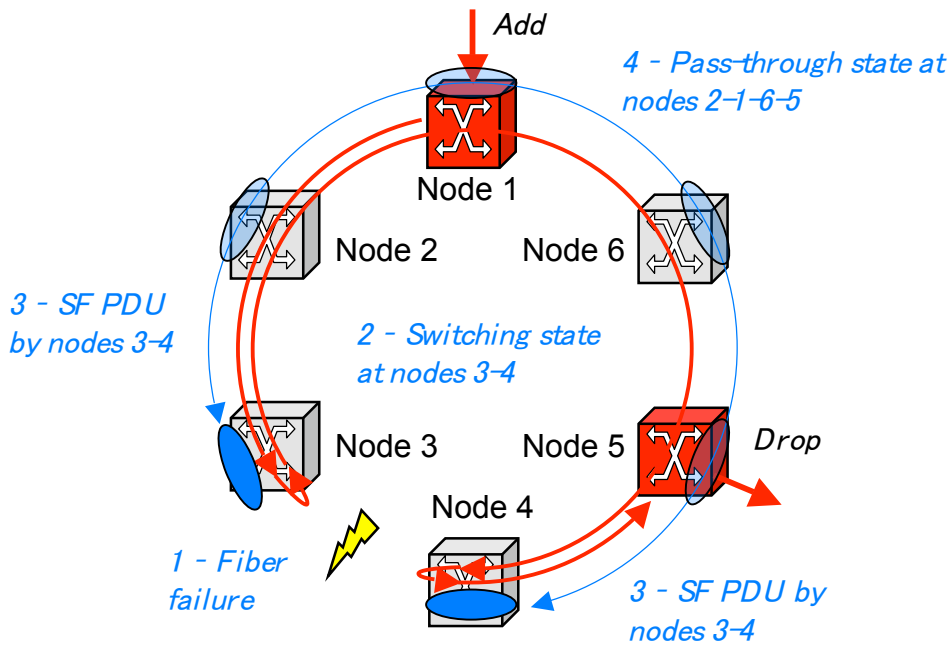 Add
4 - Pass-through state at
nodes 2-1-6-5
Node 1
Node 2
Node 6
3 - SF PDU
by nodes 3-4
2 - Switching state
at nodes 3-4
Node 3
Node 5
Drop
Node 4
1 - Fiber
failure
3 - SF PDU by
nodes 3-4